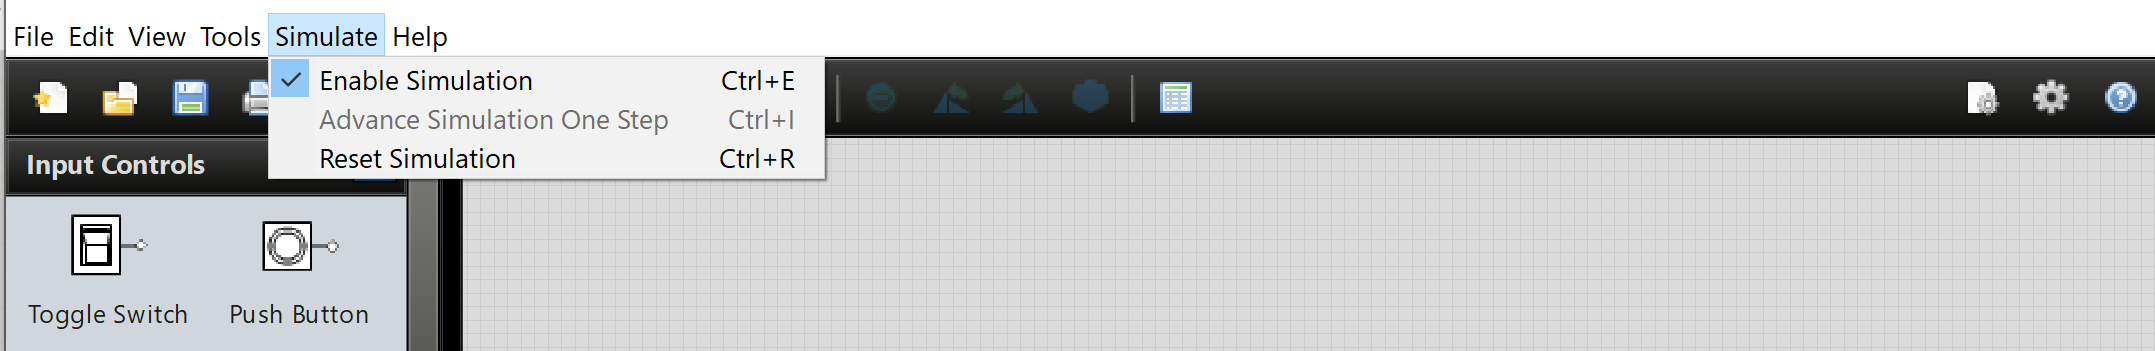 File Edit View Tools Simulate Help
Enable Simulation Ctrl+E
Advance Simulation One Step Ctrl+I
Reset Simulation Ctrl+R
Input Controls
Toggle Switch Push Button